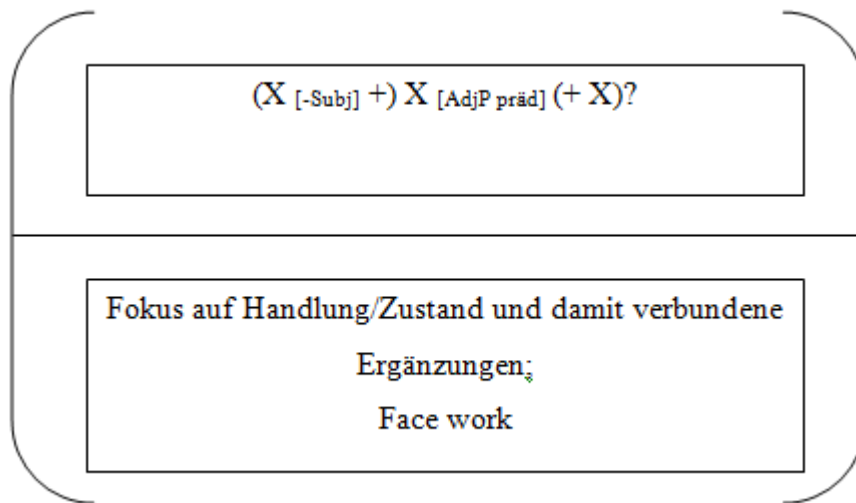 (X [-Subj] +) X [AdjP präd] (+ X)?
Fokus auf Handlung/Zustand und damit verbundene
Ergänzungen;
Face work